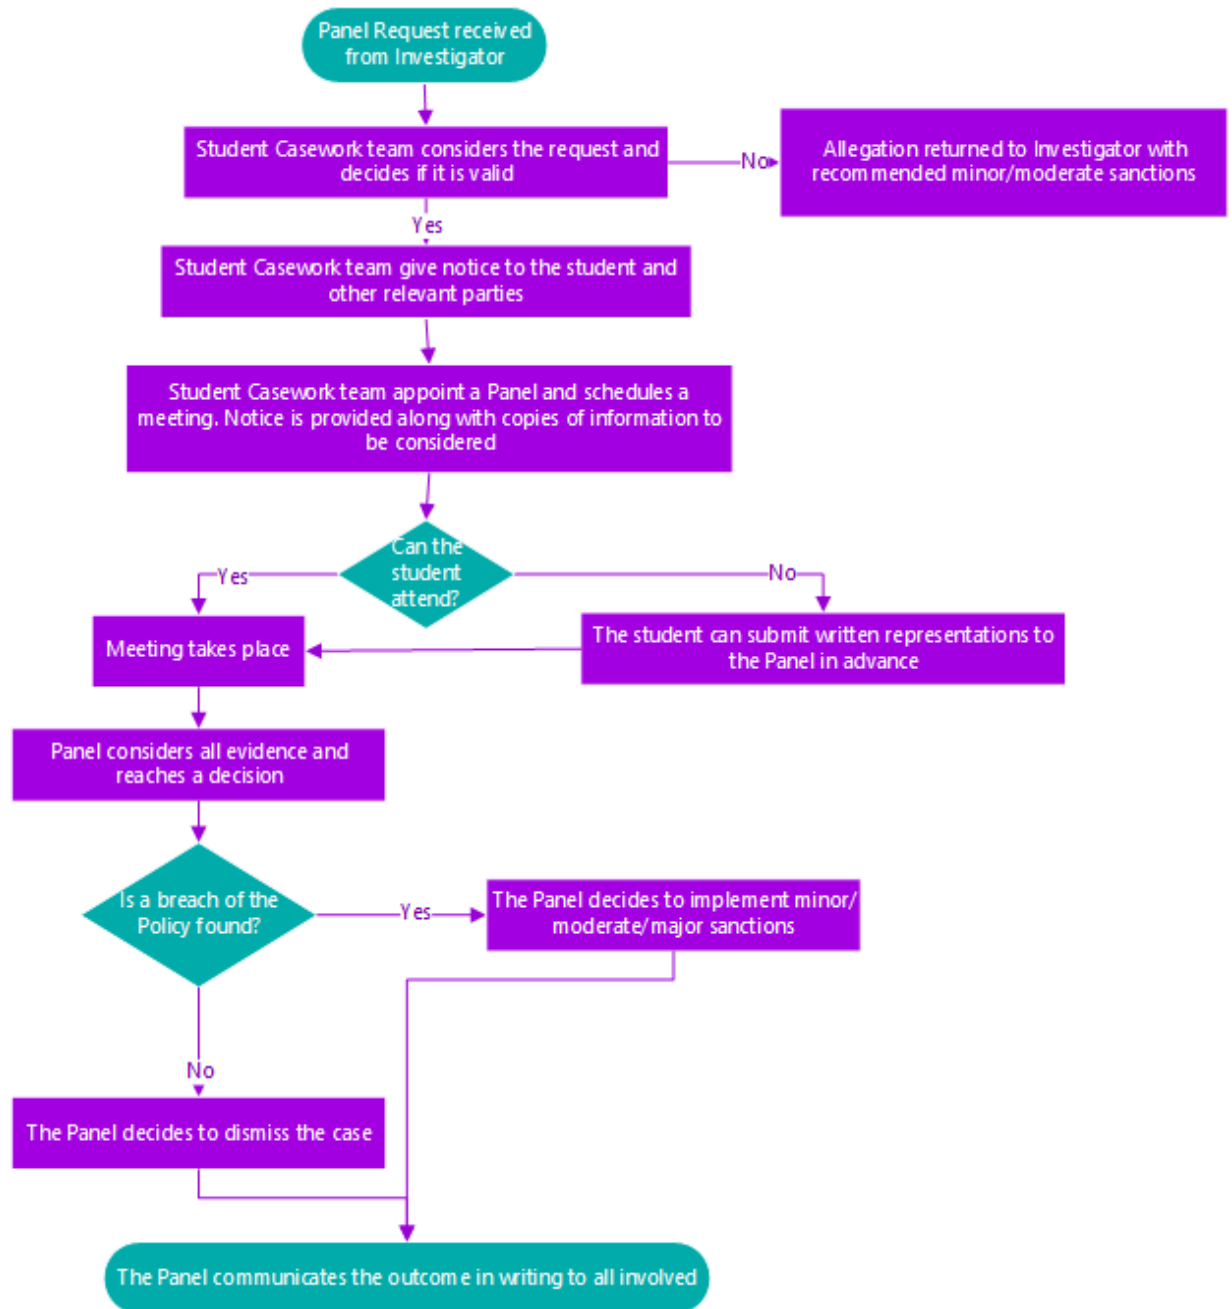 Panel Request received
from Investigator
Student Casework team considers the request and
decides if it is valid
No
Allegation returned to Investigator with
recommended minor/moderate sanctions
Yes
Student Casework team give notice to the student and
other relevant parties
Student Casework team appoint a Panel and schedules a
meeting. Notice is provided along with copies of information to
be considered
Can the
student
attend?
Yes
No
Meeting takes place
The student can submit written representations to
the Panel in advance
Panel considers all evidence and
reaches a decision
Is a breach of the
Policy found?
Yes
The Panel decides to implement minor/
moderate/major sanctions
No
The Panel decides to dismiss the case
The Panel communicates the outcome in writing to all involved